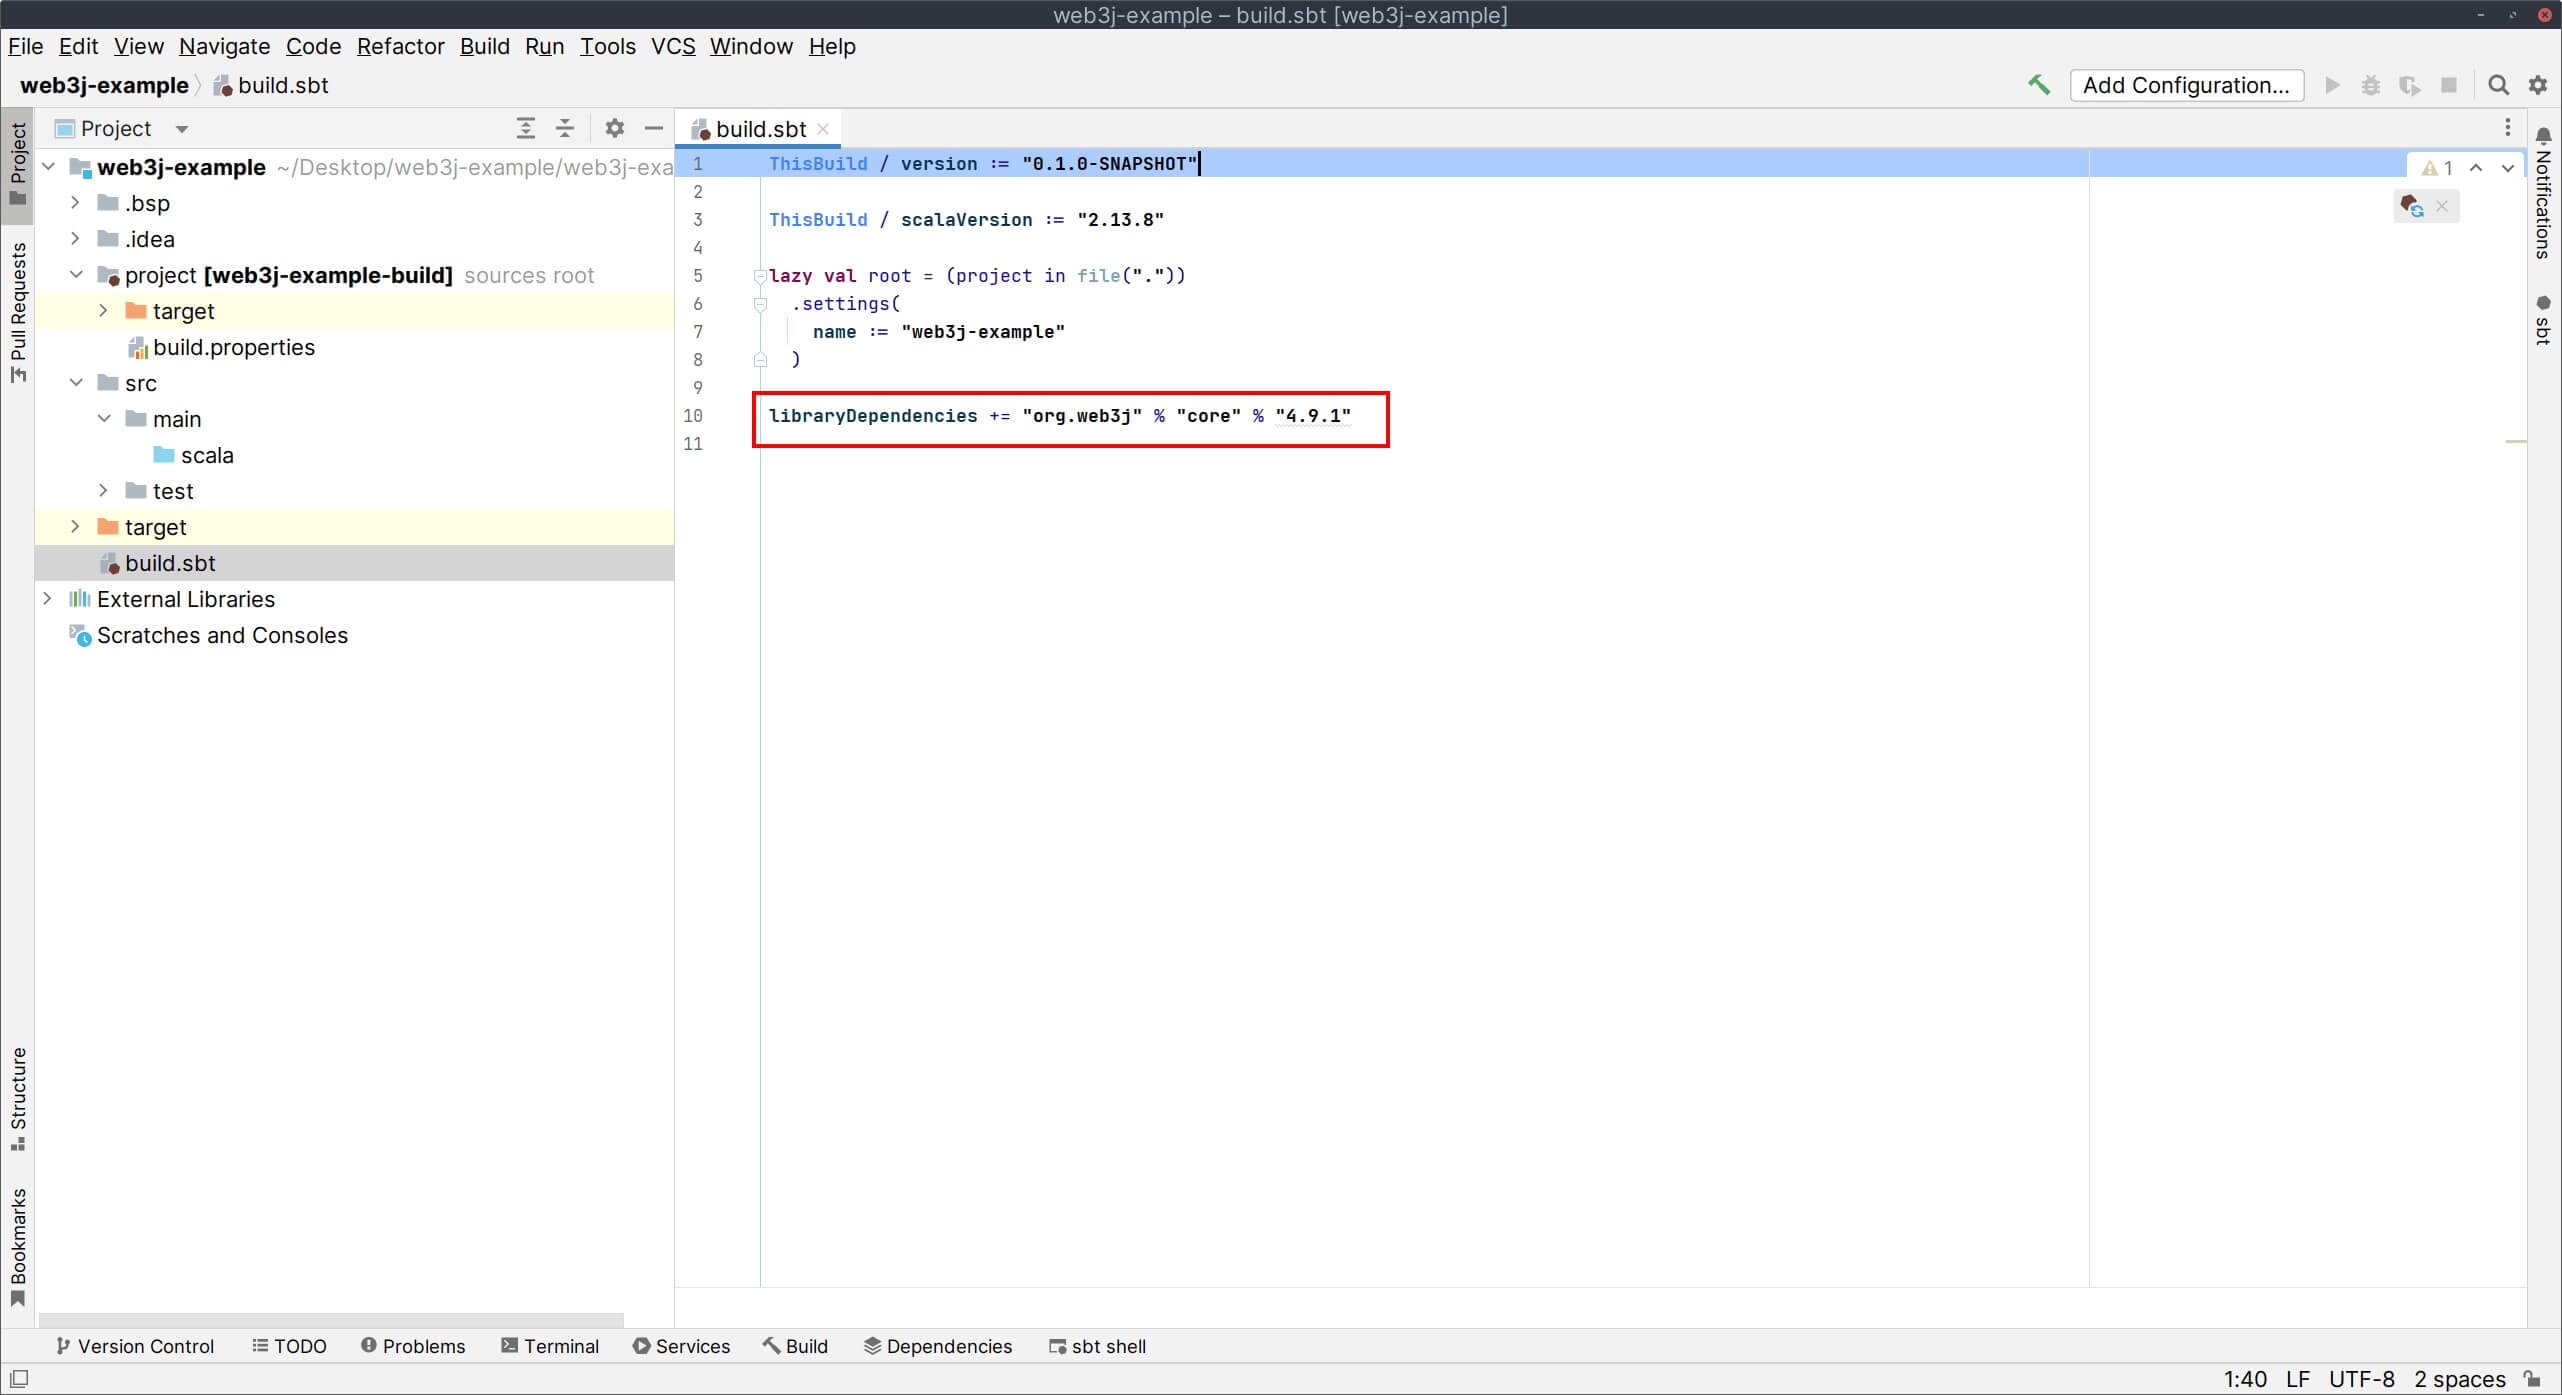 web3j-example – build.sbt [web3j-example]
File Edit View Navigate Code Refactor Build Run Tools VCS Window Help
web3j-example build.sbt
Add Configuration...
Project
Pull Requests
Structure
Bookmarks
Project
web3j-example ~/Desktop/web3j-example/web3j-exa
.bsp
.idea
project [web3j-example-build] sources root
target
build.properties
src
main
scala
test
target
build.sbt
External Libraries
Scratches and Consoles
build.sbt
1 ThisBuild / version := "0.1.0-SNAPSHOT"
2
3 ThisBuild / scalaVersion := "2.13.8"
4
5 lazy val root = (project in file("."))
6 .settings(
7 name := "web3j-example"
8 )
9
10 libraryDependencies += "org.web3j" % "core" % "4.9.1"
11
1
Notifications
sbt
Version Control TODO Problems Terminal Services Build Dependencies sbt shell
1:40 LF UTF-8 2 spaces